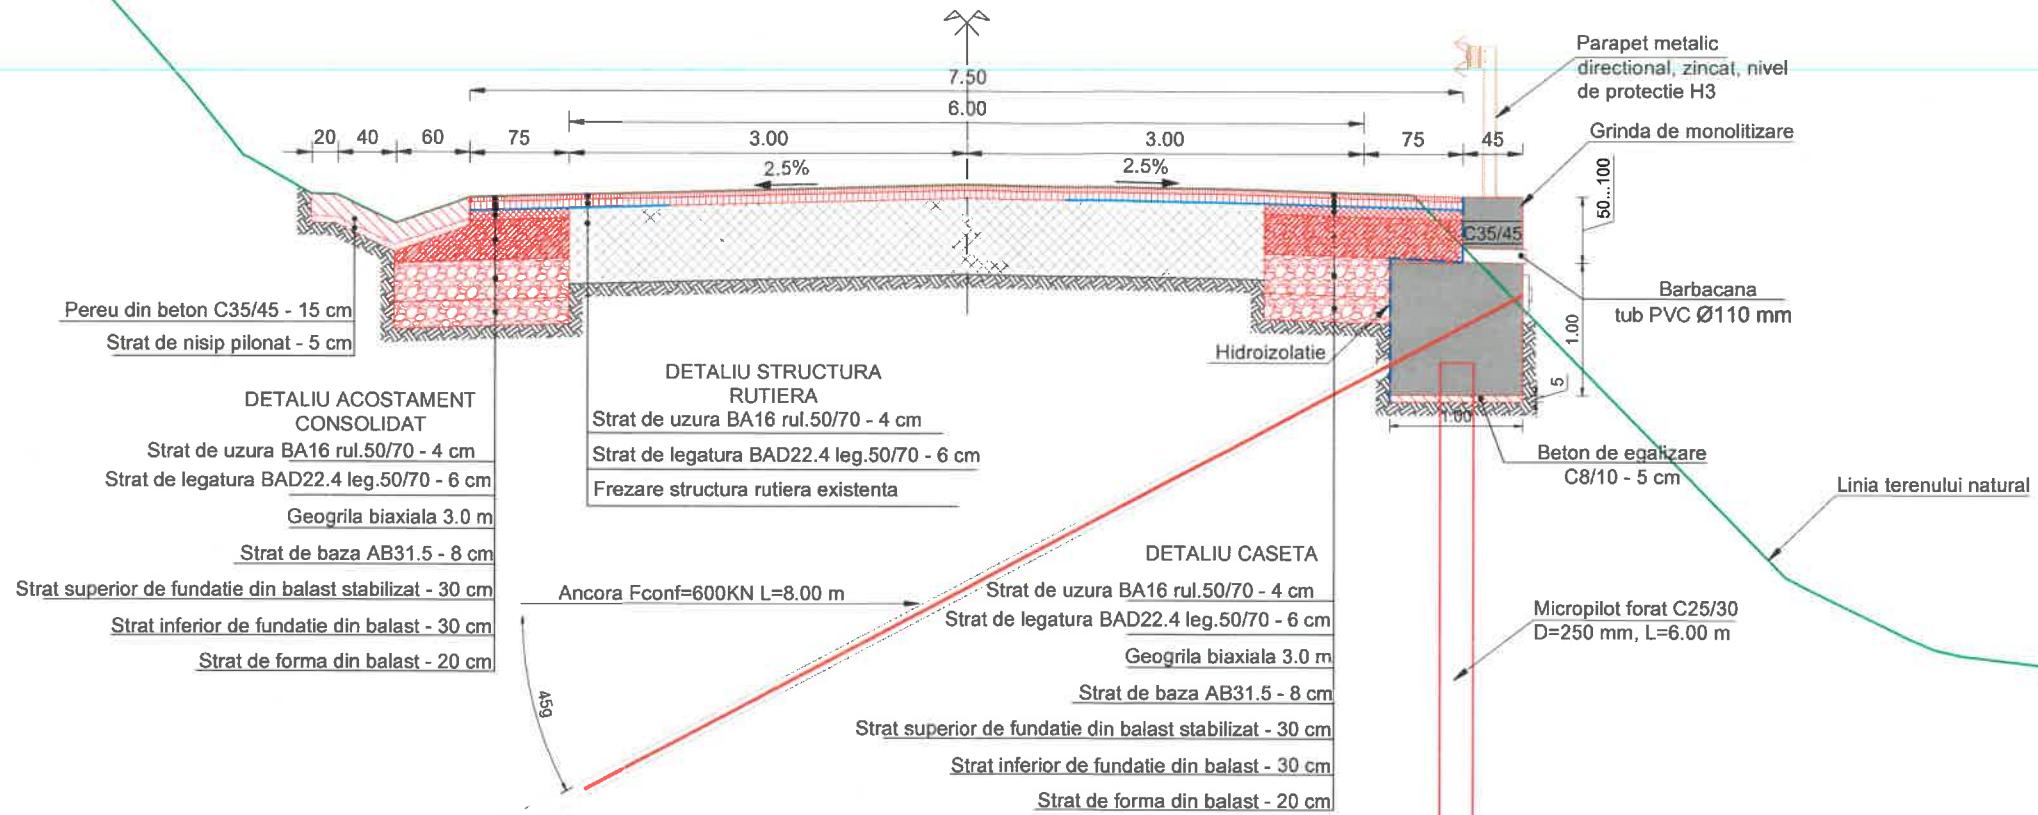 7.50
6.00
20
40
60
75
3.00
3.00
75
45
2.5%
2.5%
Parapet metalic
directional, zincat, nivel
de protectie H3
Grinda de monolitizare
50...100
C35/45
Barbacana
tub PVC Ø110 mm
1.00
5
1.00
Hidroizolatie
Beton de egalizare
C8/10 - 5 cm
Linia terenului natural
Micropilot forat C25/30
D=250 mm, L=6.00 m
Pereu din beton C35/45 - 15 cm
Strat de nisip pilonat - 5 cm
DETALIU ACOSTAMENT
CONSOLIDAT
Strat de uzura BA16 rul.50/70 - 4 cm
Strat de legatura BAD22.4 leg.50/70 - 6 cm
Geogrila biaxiala 3.0 m
Strat de baza AB31.5 - 8 cm
Strat superior de fundatie din balast stabilizat - 30 cm
Strat inferior de fundatie din balast - 30 cm
Strat de forma din balast - 20 cm
DETALIU STRUCTURA
RUTIERA
Strat de uzura BA16 rul.50/70 - 4 cm
Strat de legatura BAD22.4 leg.50/70 - 6 cm
Frezare structura rutiera existenta
Ancora Fconf=600KN L=8.00 m
45g
DETALIU CASETA
Strat de uzura BA16 rul.50/70 - 4 cm
Strat de legatura BAD22.4 leg.50/70 - 6 cm
Geogrila biaxiala 3.0 m
Strat de baza AB31.5 - 8 cm
Strat superior de fundatie din balast stabilizat - 30 cm
Strat inferior de fundatie din balast - 30 cm
Strat de forma din balast - 20 cm